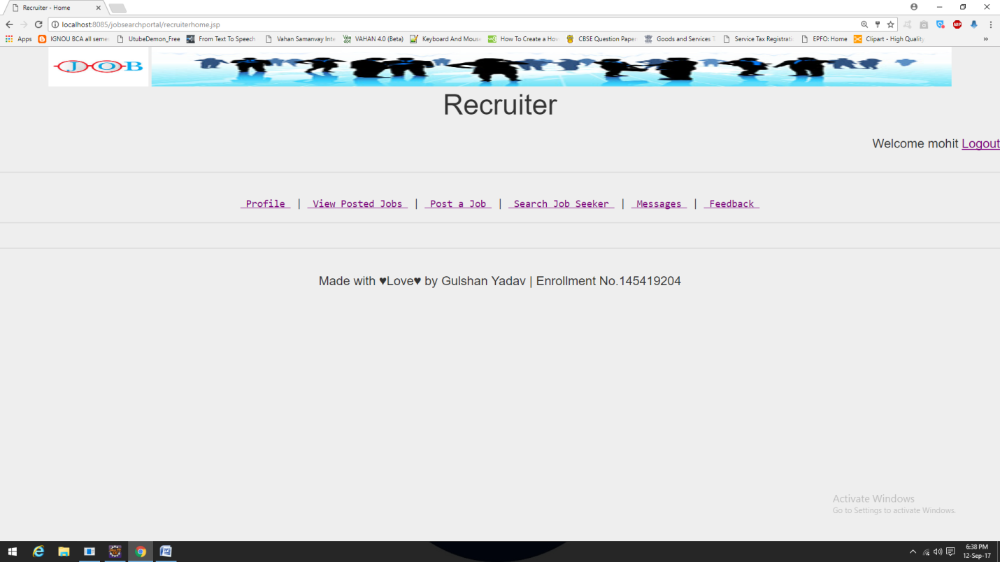 Recruiter - Home
localhost:8085/jobsearchportal/recruiterhome.jsp
ABP
Apps IGNOU BCA all semes UtubeDemon_Free From Text To Speech Vahan Samanvay Inte VAHAN 4.0 (Beta) Keyboard And Mouse How To Create a How CBSE Question Paper Goods and Services T Service Tax Registrati EPFO: Home Clipart - High Quality »
JOB
Recruiter
Welcome mohit Logout
Profile | View Posted Jobs | Post a Job | Search Job Seeker | Messages | Feedback
Made with ♥Love♥ by Gulshan Yadav | Enrollment No.145419204
Activate Windows
Go to Settings to activate Windows.
6:38 PM
12-Sep-17